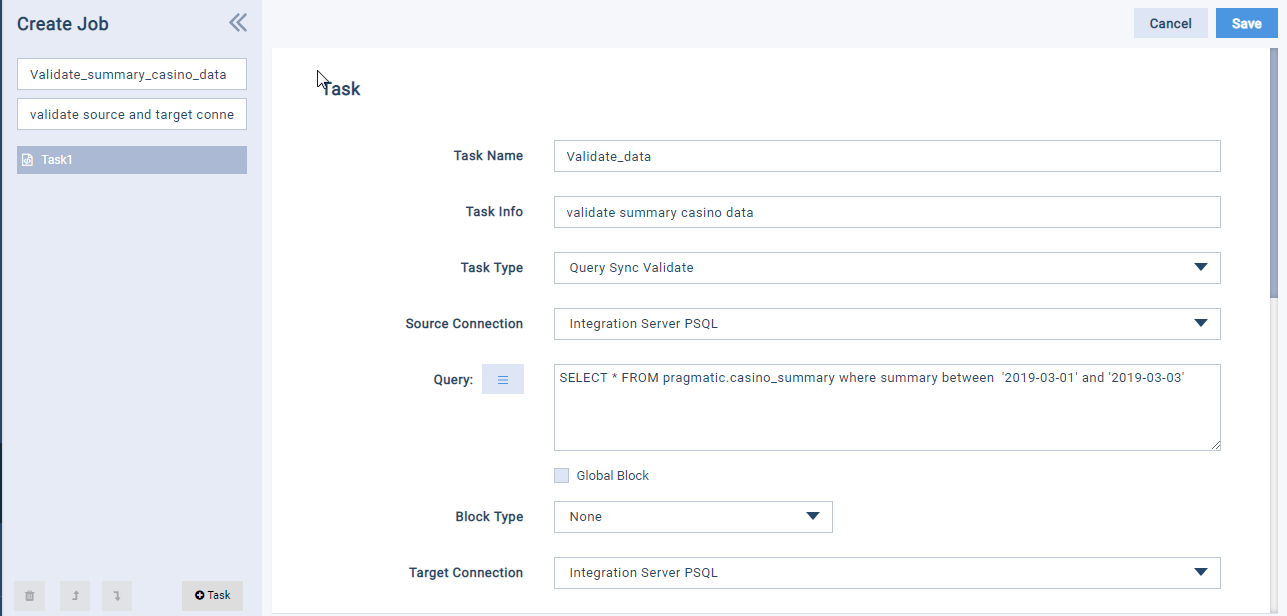 Create Job
Cancel
Save
Validate_summary_casino_data
validate source and target conne
Task1
Task
Task Name
Validate_data
Task Info
validate summary casino data
Task Type
Query Sync Validate
Source Connection
Integration Server PSQL
Query:
SELECT * FROM pragmatic.casino_summary where summary between  '2019-03-01' and '2019-03-03'
Global Block
Block Type
None
Target Connection
Integration Server PSQL
Task